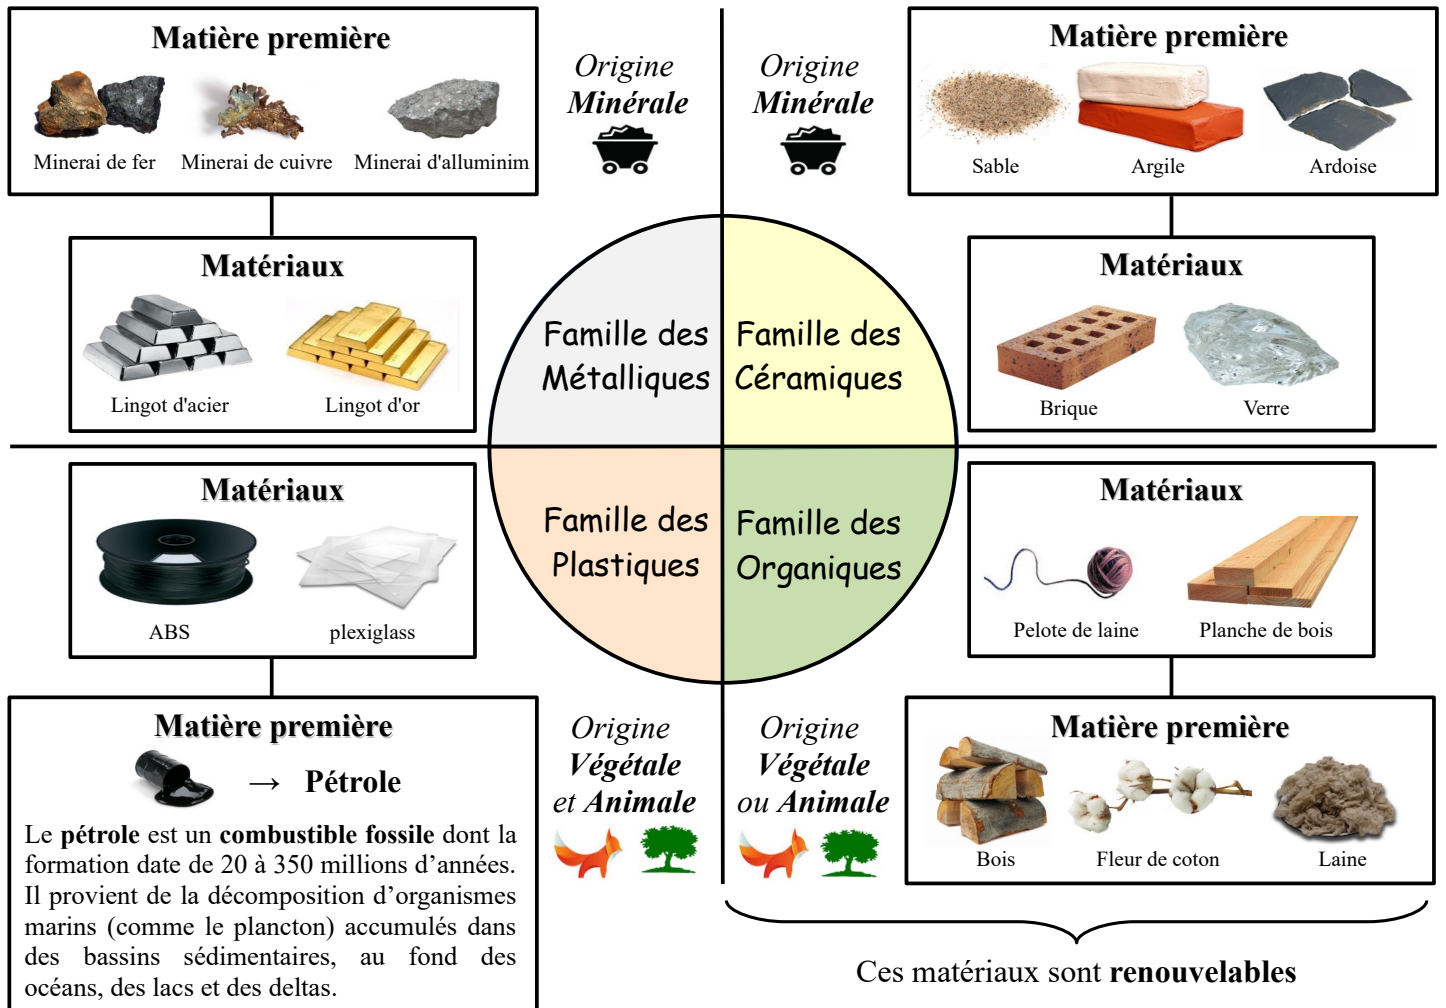 Matière première
Minerai de fer
Minerai de cuivre
Minerai d'alluminim
Origine
Minérale
Origine
Minérale
Matière première
Sable
Argile
Ardoise
Matériaux
Lingot d'acier
Lingot d'or
Famille des
Métalliques
Famille des
Céramiques
Matériaux
Brique
Verre
Matériaux
ABS
plexiglass
Famille des
Plastiques
Famille des
Organiques
Matériaux
Pelote de laine
Planche de bois
Matière première
→ Pétrole
Le pétrole est un combustible fossile dont la
formation date de 20 à 350 millions d’années.
Il provient de la décomposition d’organismes
marins (comme le plancton) accumulés dans
des bassins sédimentaires, au fond des
océans, des lacs et des deltas.
Origine
Végétale
et Animale
Origine
Végétale
ou Animale
Matière première
Bois
Fleur de coton
Laine
Ces matériaux sont renouvelables